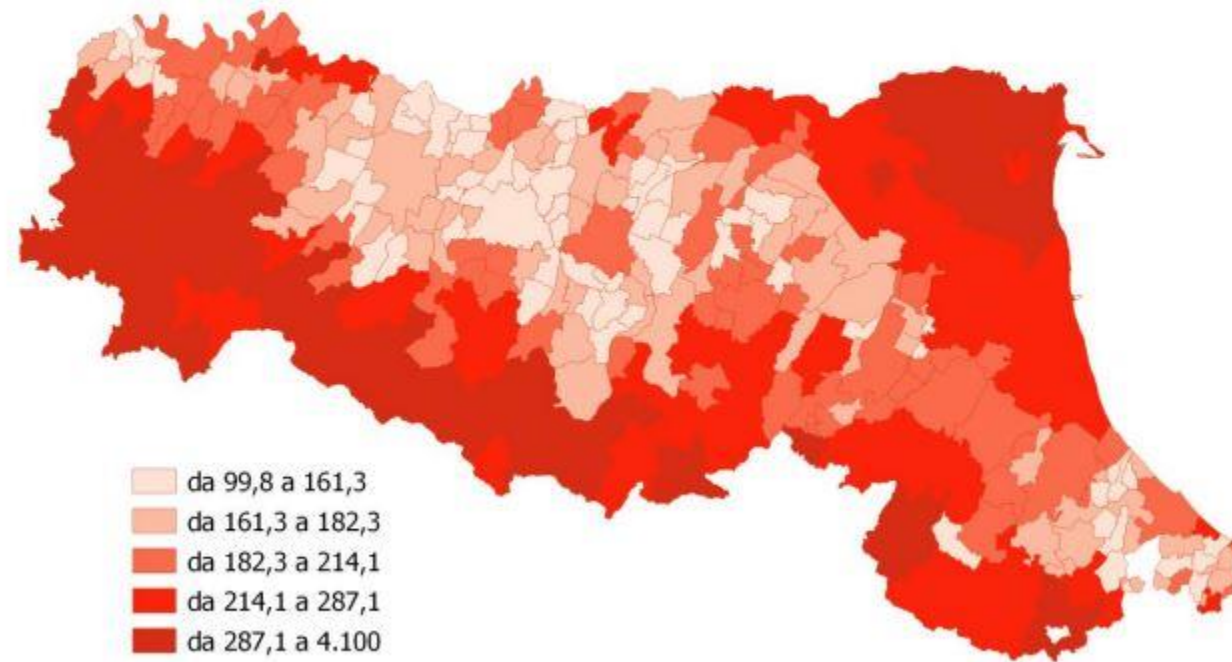 da 99,8 a 161,3
da 161,3 a 182,3
da 182,3 a 214,1
da 214,1 a 287,1
da 287,1 a 4.100